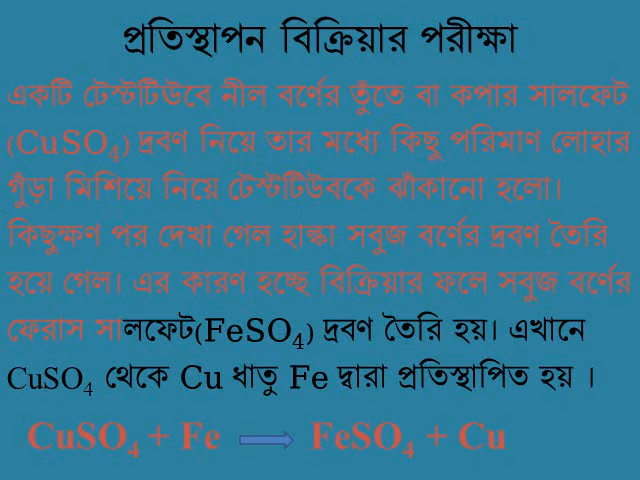 প্রতিস্থাপন বিক্রিয়ার পরীক্ষা
একটি টেস্টটিউবে নীল বর্ণের তুঁতে বা কপার সালফেট
(CuSO₄) দ্রবণ নিয়ে তার মধ্যে কিছু পরিমাণ লোহার
গুঁড়া মিশিয়ে নিয়ে টেস্টটিউবকে ঝাঁকানো হলো।
কিছুক্ষণ পর দেখা গেল হাল্কা সবুজ বর্ণের দ্রবণ তৈরি
হয়ে গেল। এর কারণ হচ্ছে বিক্রিয়ার ফলে সবুজ বর্ণের
ফেরাস সালফেট(FeSO₄) দ্রবণ তৈরি হয়। এখানে
CuSO₄ থেকে Cu ধাতু Fe দ্বারা প্রতিস্থাপিত হয় ।
CuSO₄ + Fe → FeSO₄ + Cu